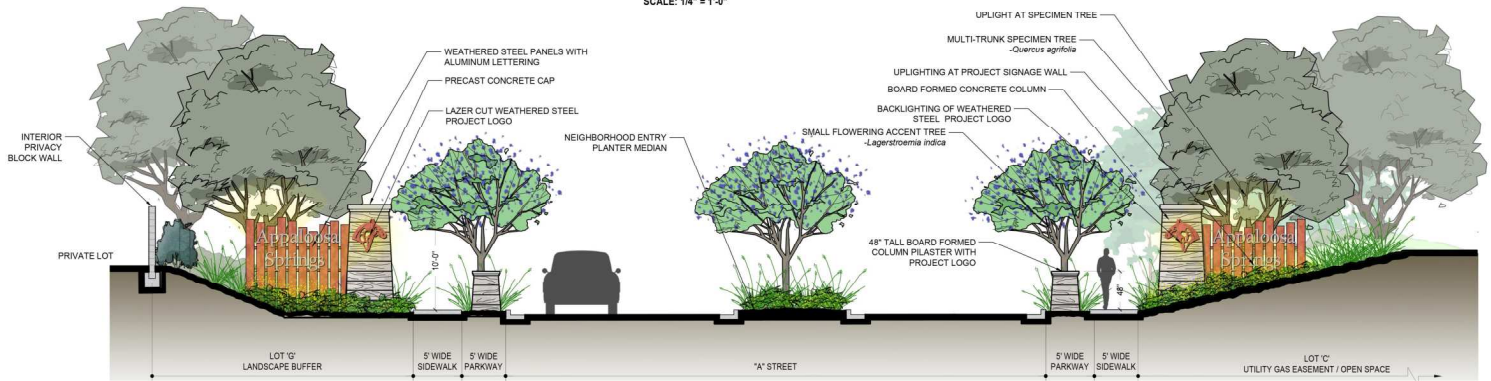 SCALE: 1/4" = 1'-0"
WEATHERED STEEL PANELS WITH
ALUMINUM LETTERING
PRECAST CONCRETE CAP
LAZER CUT WEATHERED STEEL
PROJECT LOGO
INTERIOR
PRIVACY
BLOCK WALL
PRIVATE LOT
Appaloosa
Springs
10'-0"
NEIGHBORHOOD ENTRY
PLANTER MEDIAN
UPLIGHT AT SPECIMEN TREE
MULTI-TRUNK SPECIMEN TREE
-Quercus agrifolia
UPLIGHTING AT PROJECT SIGNAGE WALL
BOARD FORMED CONCRETE COLUMN
BACKLIGHTING OF WEATHERED
STEEL PROJECT LOGO
SMALL FLOWERING ACCENT TREE
-Lagerstroemia indica
48" TALL BOARD FORMED
COLUMN PILASTER WITH
PROJECT LOGO
48"
Appaloosa
Springs
LOT 'G'
LANDSCAPE BUFFER
5' WIDE
SIDEWALK
5' WIDE
PARKWAY
"A" STREET
5' WIDE
PARKWAY
5' WIDE
SIDEWALK
LOT 'C'
UTILITY GAS EASEMENT / OPEN SPACE